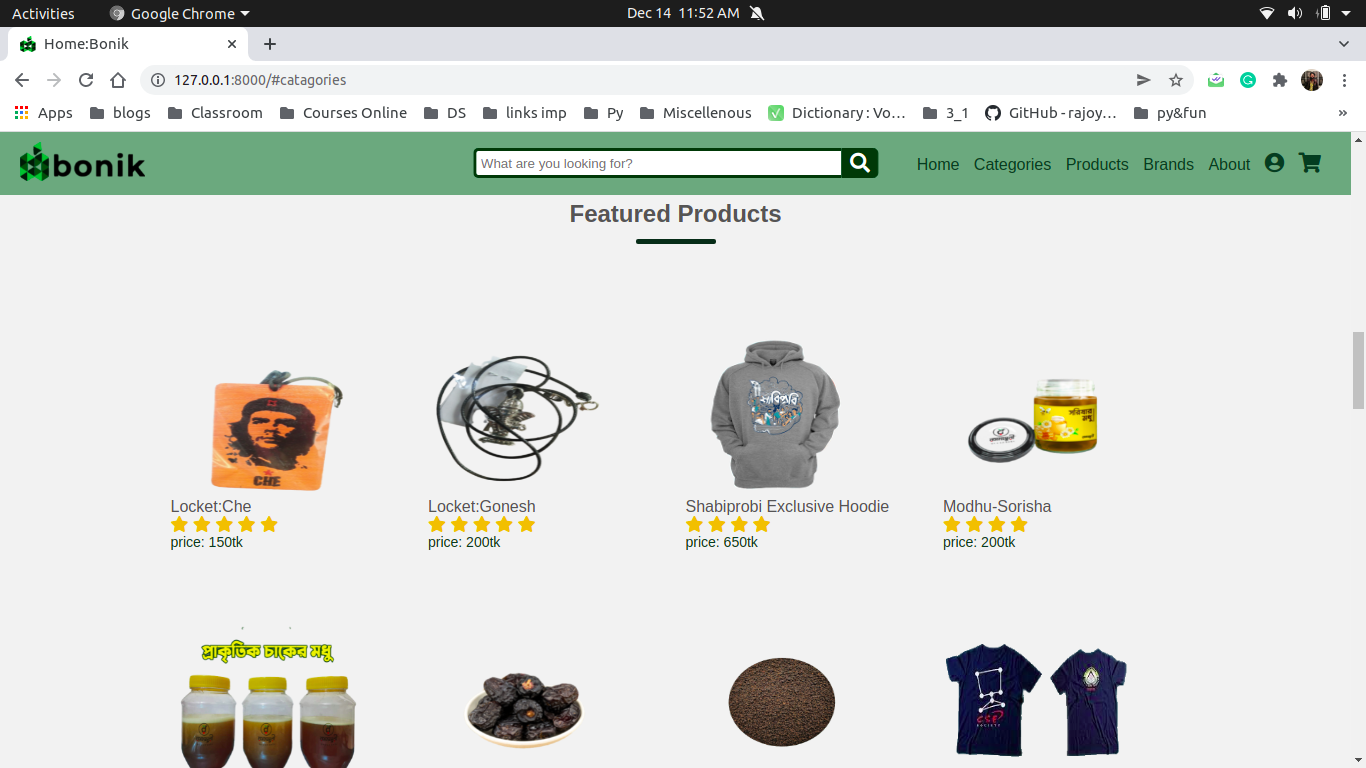 Activities Google Chrome Dec 14 11:52 AM
Home:Bonik
127.0.0.1:8000/#catagories
Apps blogs Classroom Courses Online DS links imp Py Miscellenous Dictionary : Vo… 3_1 GitHub - rajoy… py&fun »
bonik What are you looking for? Home Categories Products Brands About
Featured Products
CHE
Locket:Che Locket:Gonesh Shabiprobi Exclusive Hoodie Modhu-Sorisha
price: 150tk price: 200tk price: 650tk price: 200tk
প্রাকৃতিক চাকের মধু
C.S.E
SOCIETY